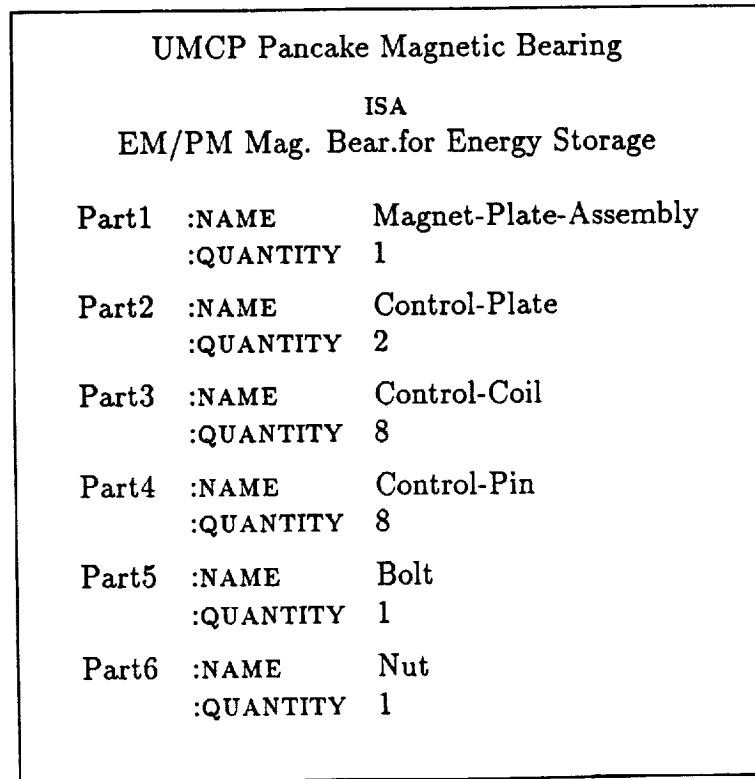 UMCP Pancake Magnetic Bearing
ISA
EM/PM Mag. Bear.for Energy Storage
Part1 :NAME Magnet-Plate-Assembly
:QUANTITY 1
Part2 :NAME Control-Plate
:QUANTITY 2
Part3 :NAME Control-Coil
:QUANTITY 8
Part4 :NAME Control-Pin
:QUANTITY 8
Part5 :NAME Bolt
:QUANTITY 1
Part6 :NAME Nut
:QUANTITY 1